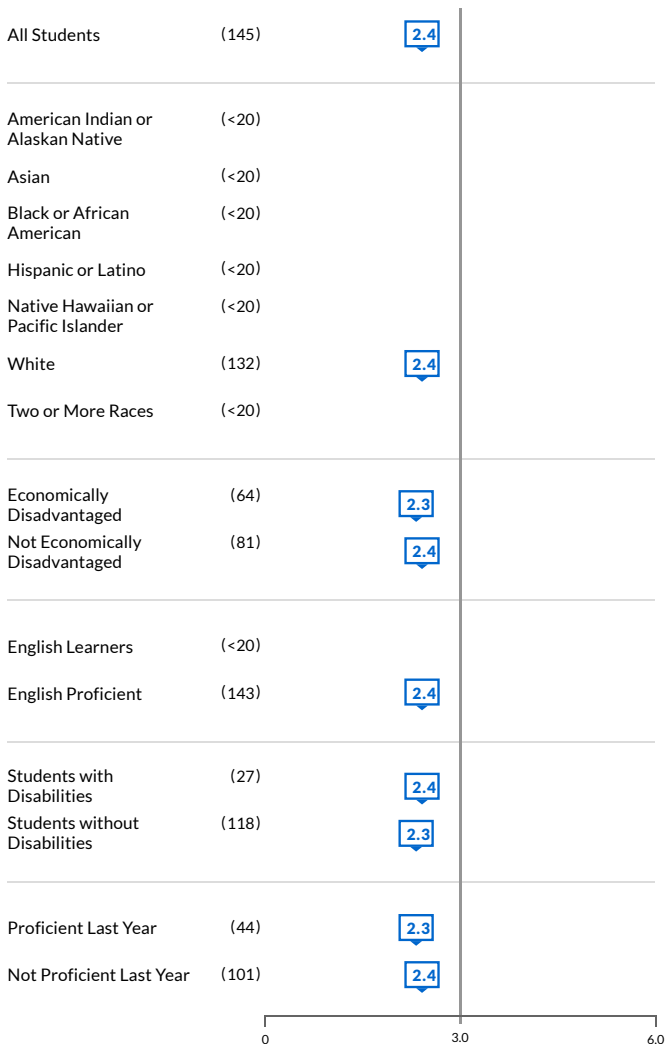 All Students (145) 2.4
American Indian or (<20)
Alaskan Native
Asian (<20)
Black or African (<20)
American
Hispanic or Latino (<20)
Native Hawaiian or (<20)
Pacific Islander
White (132) 2.4
Two or More Races (<20)
Economically (64) 2.3
Disadvantaged
Not Economically (81) 2.4
Disadvantaged
English Learners (<20)
English Proficient (143) 2.4
Students with (27) 2.4
Disabilities
Students without (118) 2.3
Disabilities
Proficient Last Year (44) 2.3
Not Proficient Last Year (101) 2.4
0 3.0 6.0